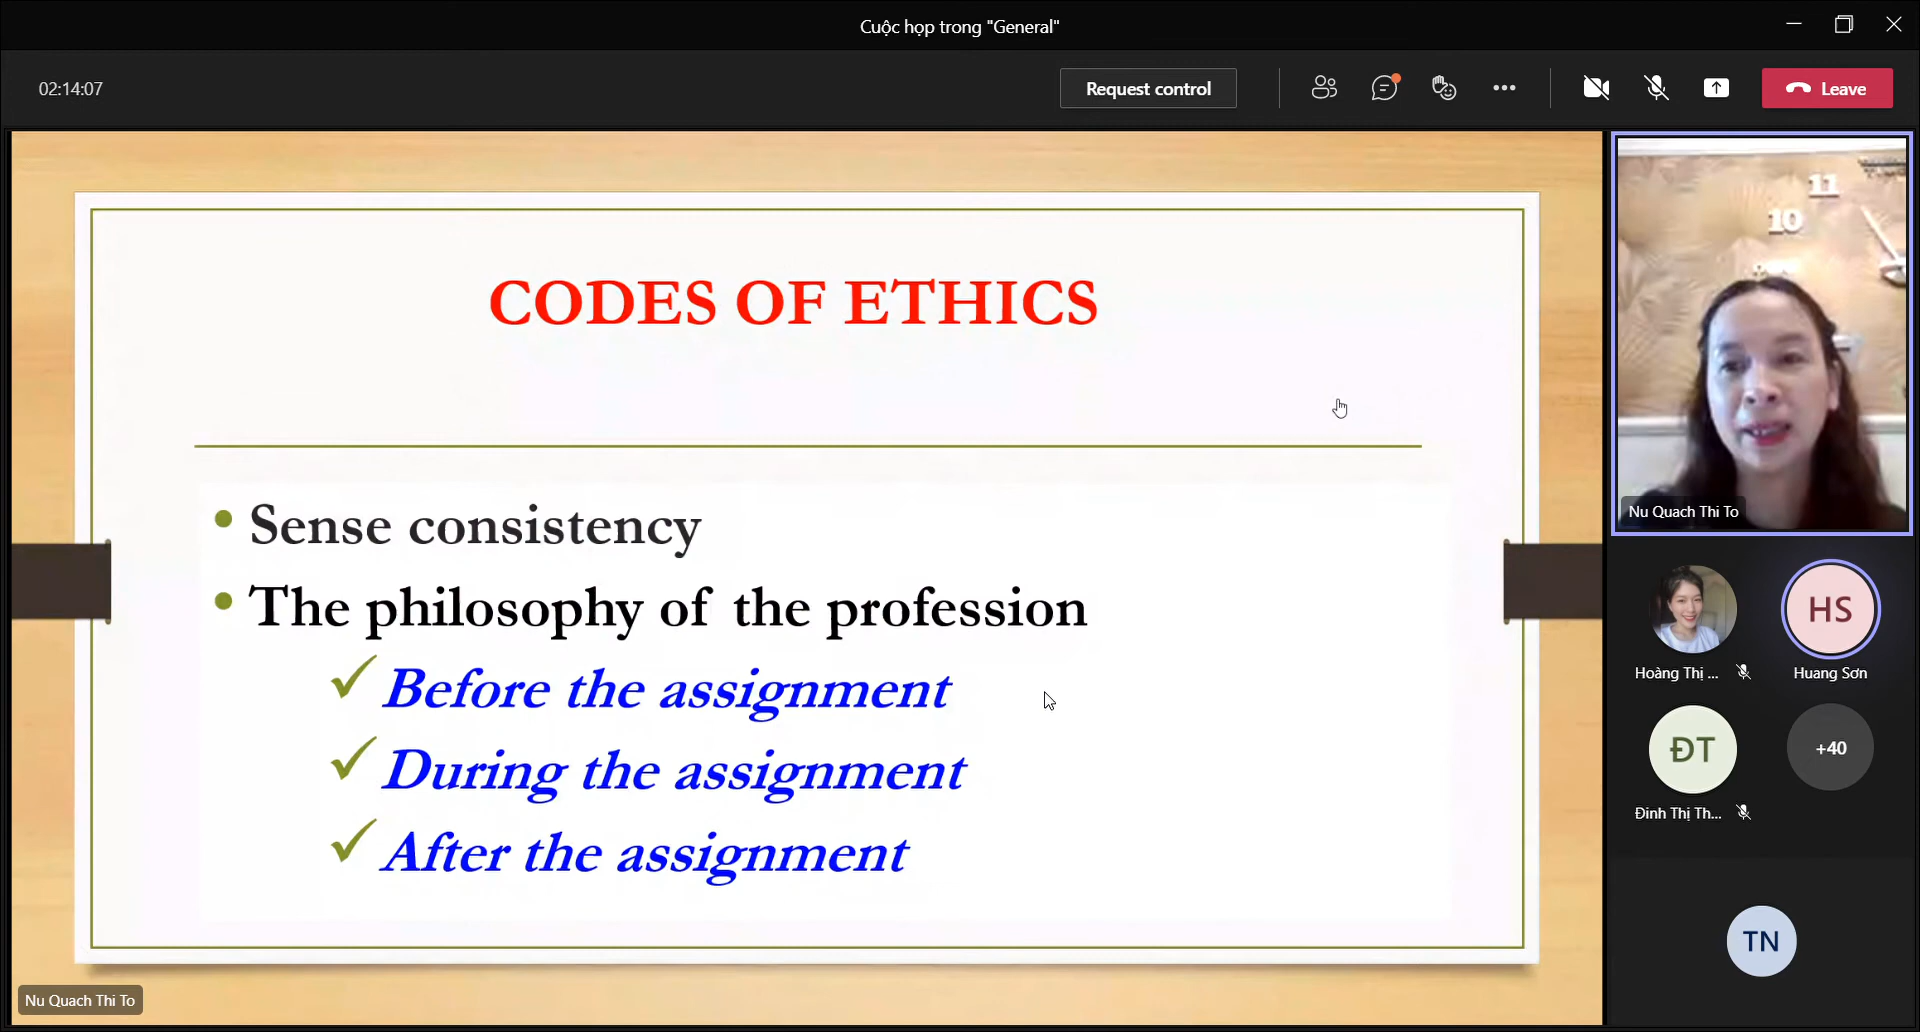 Cuộc họp trong "General"
02:14:07
Request control
Leave
CODES OF ETHICS
• Sense consistency
• The philosophy of the profession
✓ Before the assignment
✓ During the assignment
✓ After the assignment
Nu Quach Thi To
11
10
Nu Quach Thi To
Hoàng Thị ...
HS
Huang Sơn
ĐT
Đinh Thị Th...
+40
TN